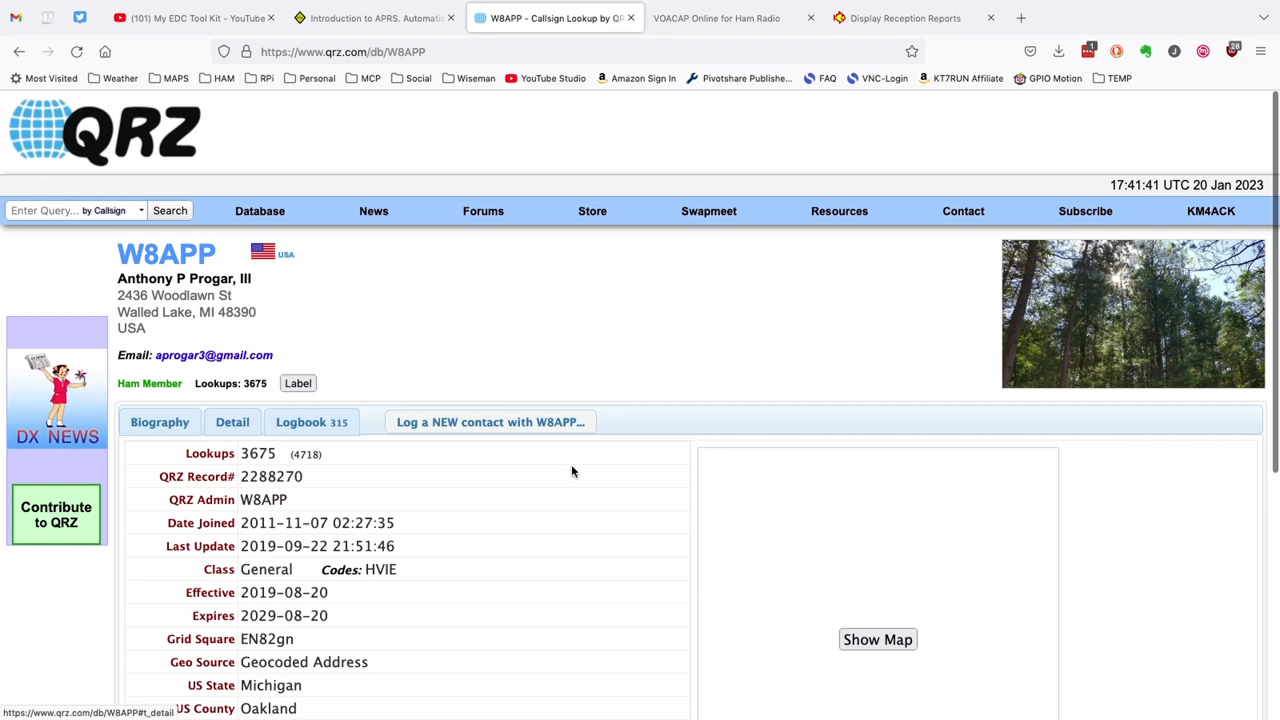 (101) My EDC Tool Kit - YouTube
Introduction to APRS. Automatic
W8APP - Callsign Lookup by QR
VOACAP Online for Ham Radio
Display Reception Reports
https://www.qrz.com/db/W8APP
1
28
Most Visited Weather MAPS HAM RPi Personal MCP Social Wiseman YouTube Studio Amazon Sign In Pivotshare Publishe... FAQ VNC-Login KT7RUN Affiliate GPIO Motion TEMP
QRZ
17:41:41 UTC 20 Jan 2023
Enter Query... by Callsign Search Database News Forums Store Swapmeet Resources Contact Subscribe KM4ACK
W8APP USA
Anthony P Progar, III
2436 Woodlawn St
Walled Lake, MI 48390
USA
Email: aprogar3@gmail.com
Ham Member Lookups: 3675 Label
DX NEWS
Contribute
to QRZ
Biography Detail Logbook 315 Log a NEW contact with W8APP...
Lookups 3675 (4718)
QRZ Record# 2288270
QRZ Admin W8APP
Date Joined 2011-11-07 02:27:35
Last Update 2019-09-22 21:51:46
Class General Codes: HVIE
Effective 2019-08-20
Expires 2029-08-20
Grid Square EN82gn
Geo Source Geocoded Address
US State Michigan
US County Oakland
Show Map
https://www.qrz.com/db/W8APP#t_detail